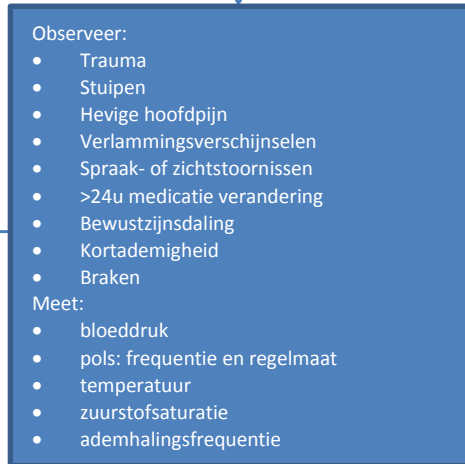 Observeer:
• Trauma
• Stuipen
• Hevige hoofdpijn
• Verlammingsverschijnselen
• Spraak- of zichtstoornissen
• >24u medicatie verandering
• Bewustzijnsdaling
• Kortademigheid
• Braken
Meet:
• bloeddruk
• pols: frequentie en regelmaat
• temperatuur
• zuurstofsaturatie
• ademhalingsfrequentie